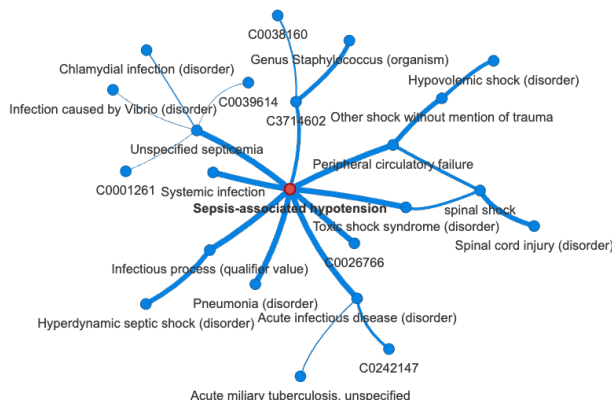 C0038160
Genus Staphylococcus (organism)
Chlamydial infection (disorder)
Hypovolemic shock (disorder)
C0039614
Infection caused by Vibrio (disorder)
Other shock without mention of trauma
C3714602
Unspecified septicemia
Peripheral circulatory failure
C0001261
Systemic infection
Sepsis-associated hypotension
spinal shock
Toxic shock syndrome (disorder)
Spinal cord injury (disorder)
C0026766
Infectious process (qualifier value)
Pneumonia (disorder)
Acute infectious disease (disorder)
Hyperdynamic septic shock (disorder)
C0242147
Acute miliary tuberculosis, unspecified